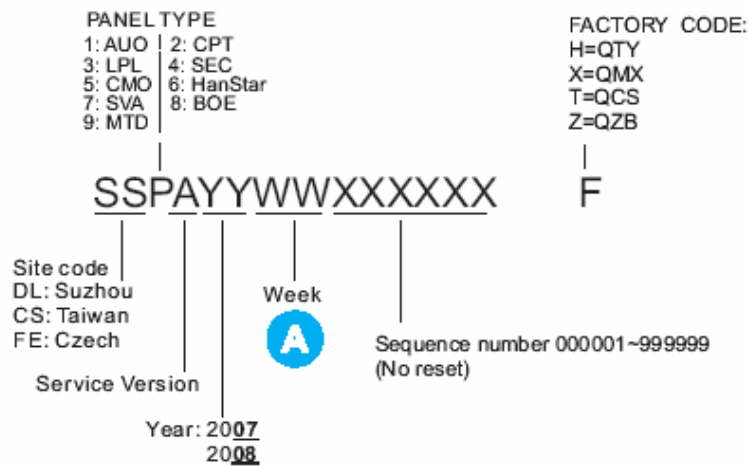 PANEL TYPE
1: AUO 2: CPT
3: LPL 4: SEC
5: CMO 6: HanStar
7: SVA 8: BOE
9: MTD
FACTORY CODE:
H=QTY
X=QMX
T=QCS
Z=QZB
SSPAYYWWXXXXXX F
Site code
DL: Suzhou
CS: Taiwan
FE: Czech
Service Version
Year: 2007
2008
Week
A
Sequence number 000001~999999
(No reset)